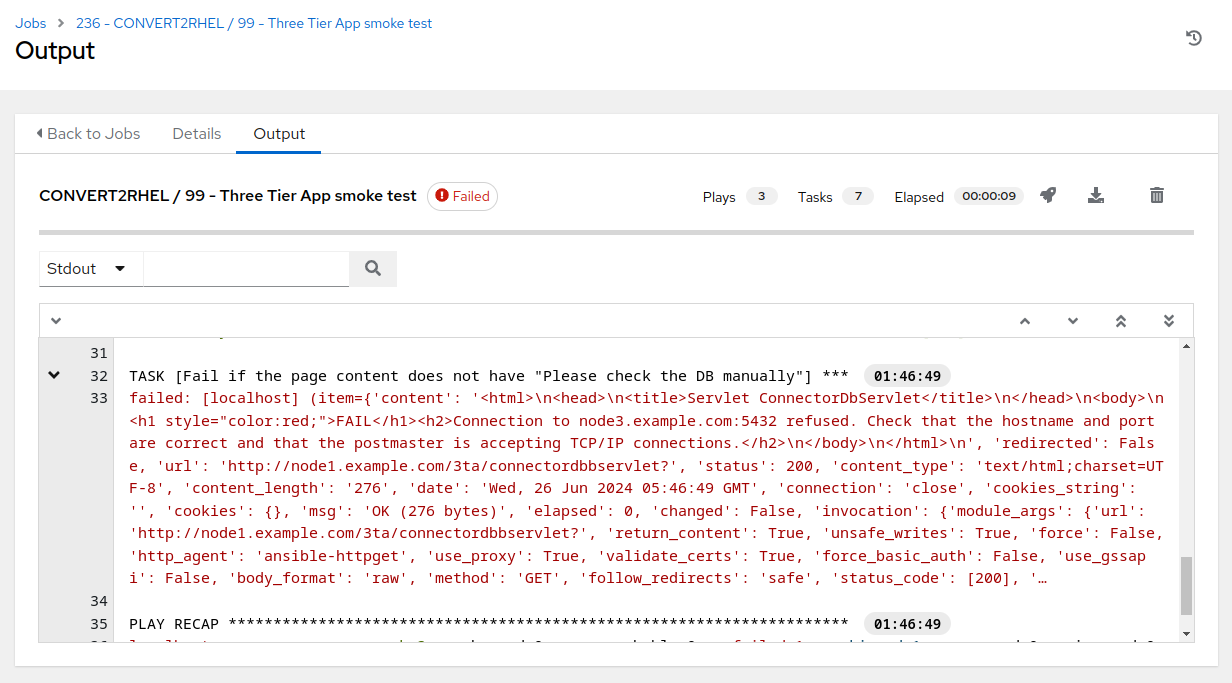 Jobs > 236 - CONVERT2RHEL / 99 - Three Tier App smoke test
Output
Back to Jobs Details Output
CONVERT2RHEL / 99 - Three Tier App smoke test Failed Plays 3 Tasks 7 Elapsed 00:00:09
Stdout
31
32 TASK [Fail if the page content does not have "Please check the DB manually"] *** 01:46:49
33 failed: [localhost] (item={'content': '<html>\n<head>\n<title>Servlet ConnectorDbServlet</title>\n</head>\n<body>\n
<h1 style="color:red;">FAIL</h1><h2>Connection to node3.example.com:5432 refused. Check that the hostname and port
are correct and that the postmaster is accepting TCP/IP connections.</h2>\n</body>\n</html>\n', 'redirected': Fals
e, 'url': 'http://node1.example.com/3ta/connectordbbservlet?', 'status': 200, 'content_type': 'text/html;charset=UT
F-8', 'content_length': '276', 'date': 'Wed, 26 Jun 2024 05:46:49 GMT', 'connection': 'close', 'cookies_string':
'', 'cookies': {}, 'msg': 'OK (276 bytes)', 'elapsed': 0, 'changed': False, 'invocation': {'module_args': {'url':
'http://node1.example.com/3ta/connectordbbservlet?', 'return_content': True, 'unsafe_writes': True, 'force': False,
'http_agent': 'ansible-httpget', 'use_proxy': True, 'validate_certs': True, 'force_basic_auth': False, 'use_gssap
i': False, 'body_format': 'raw', 'method': 'GET', 'follow_redirects': 'safe', 'status_code': [200], '…
34
35 PLAY RECAP ********************************************************************* 01:46:49